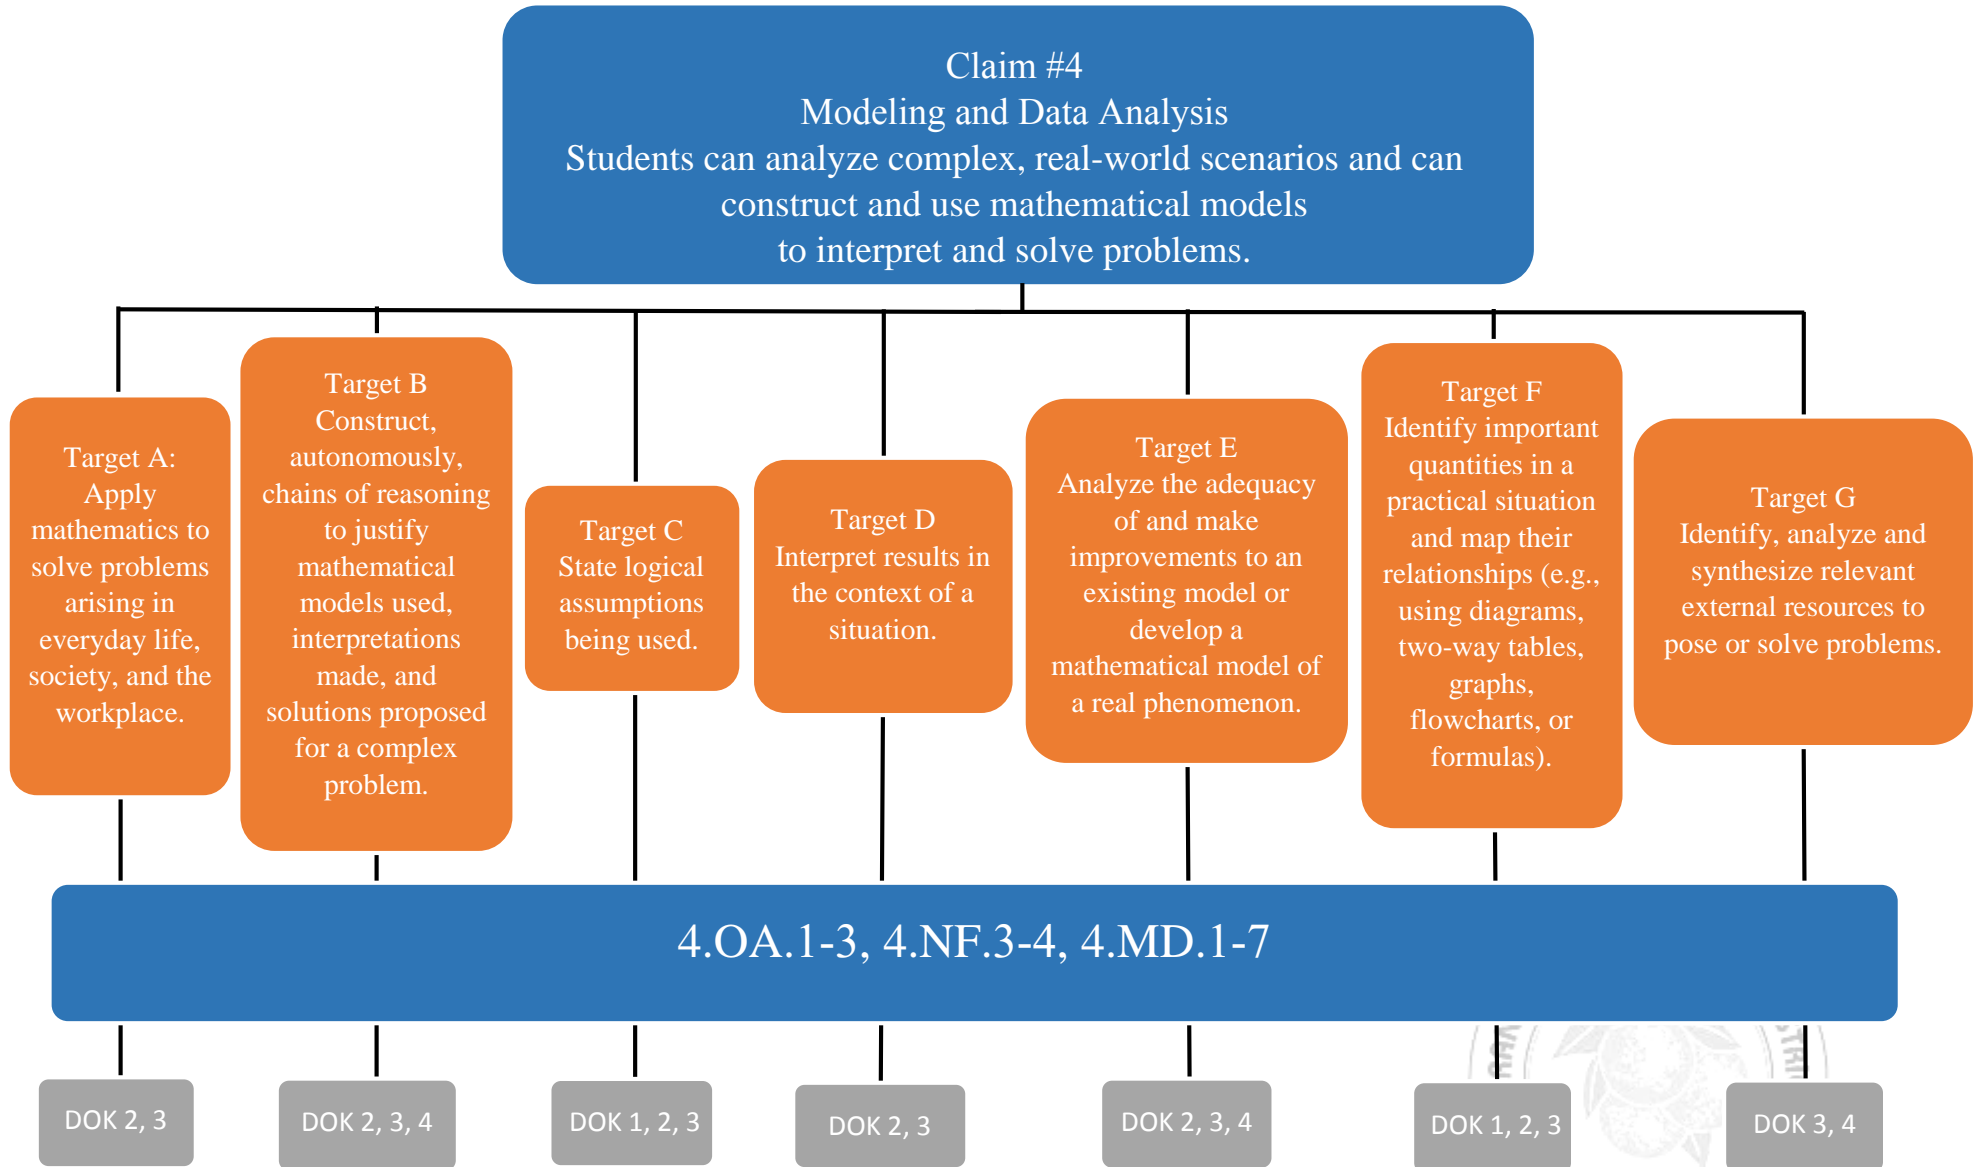 Claim #4
Modeling and Data Analysis
Students can analyze complex, real-world scenarios and can
construct and use mathematical models
to interpret and solve problems.
Target A:
Apply
mathematics to
solve problems
arising in
everyday life,
society, and the
workplace.
Target B
Construct,
autonomously,
chains of reasoning
to justify
mathematical
models used,
interpretations
made, and
solutions proposed
for a complex
problem.
Target C
State logical
assumptions
being used.
Target D
Interpret results in
the context of a
situation.
Target E
Analyze the adequacy
of and make
improvements to an
existing model or
develop a
mathematical model of
a real phenomenon.
Target F
Identify important
quantities in a
practical situation
and map their
relationships (e.g.,
using diagrams,
two-way tables,
graphs,
flowcharts, or
formulas).
Target G
Identify, analyze and
synthesize relevant
external resources to
pose or solve problems.
4.OA.1-3, 4.NF.3-4, 4.MD.1-7
DOK 2, 3
DOK 2, 3, 4
DOK 1, 2, 3
DOK 2, 3
DOK 2, 3, 4
DOK 1, 2, 3
DOK 3, 4